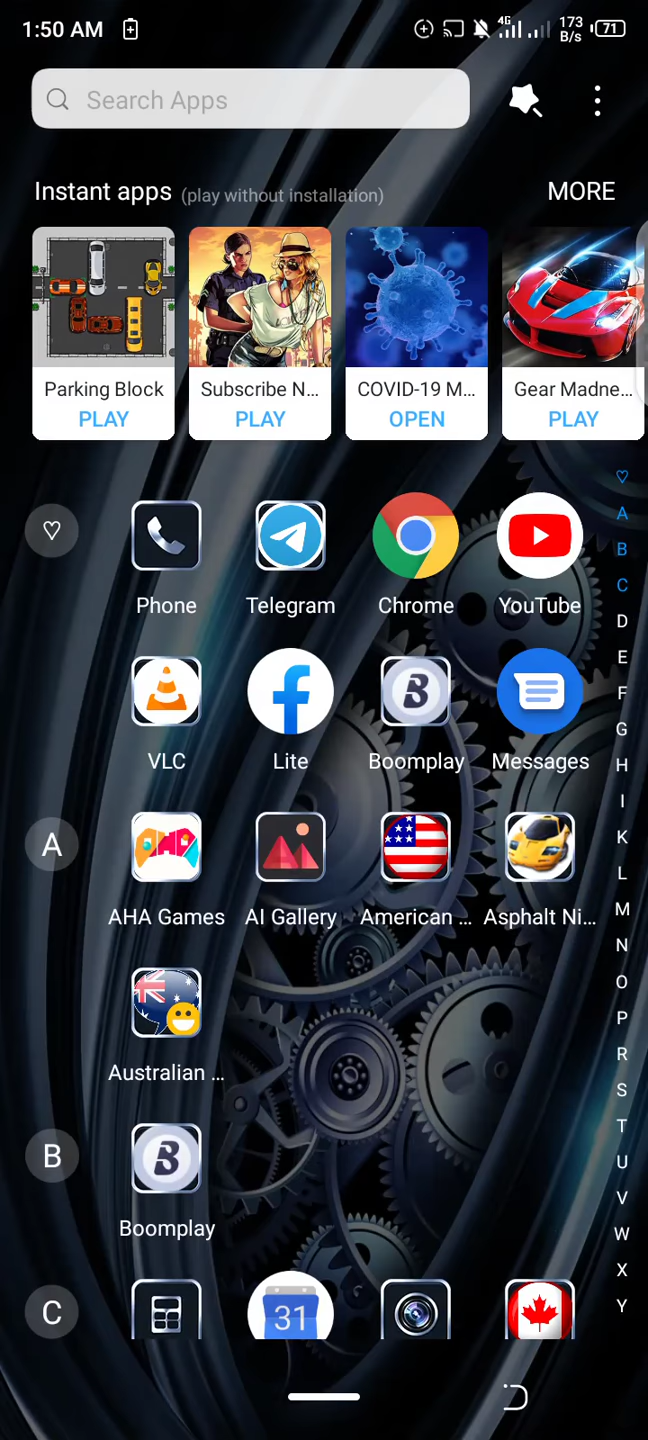 1:50 AM
4G
173
B/s
71
Search Apps
Instant apps (play without installation)
MORE
Parking Block
Subscribe N...
COVID-19 M...
Gear Madne...
PLAY
PLAY
OPEN
PLAY
♡
A
B
C
D
E
F
G
H
I
K
L
M
N
O
P
R
S
T
U
V
W
X
Y
♡
Phone
Telegram
Chrome
YouTube
VLC
Lite
Boomplay
Messages
A
AHA Games
AI Gallery
American ...
Asphalt Ni...
Australian ...
B
Boomplay
C
31